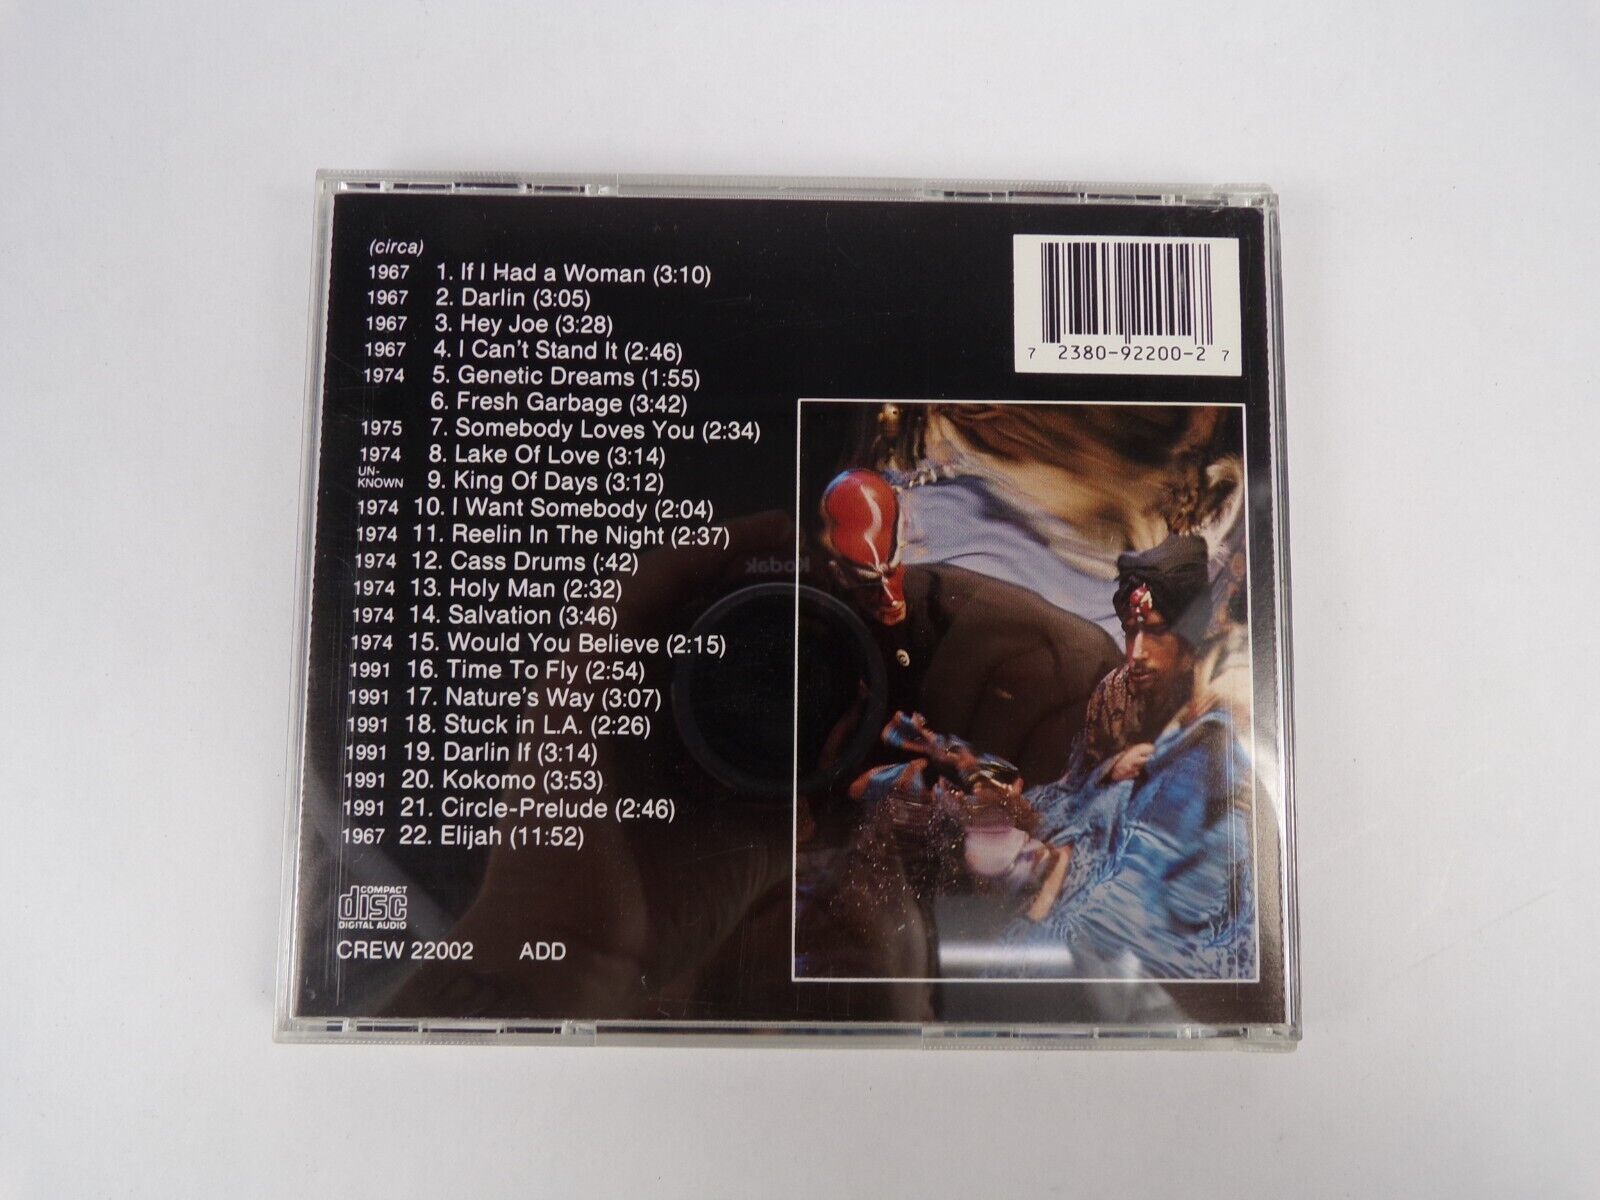 (circa)
1967 1. If I Had a Woman (3:10)
1967 2. Darlin (3:05)
1967 3. Hey Joe (3:28)
1967 4. I Can't Stand It (2:46)
1974 5. Genetic Dreams (1:55)
6. Fresh Garbage (3:42)
1975 7. Somebody Loves You (2:34)
1974 8. Lake Of Love (3:14)
UN-
KNOWN 9. King Of Days (3:12)
1974 10. I Want Somebody (2:04)
1974 11. Reelin In The Night (2:37)
1974 12. Cass Drums (:42)
1974 13. Holy Man (2:32)
1974 14. Salvation (3:46)
1974 15. Would You Believe (2:15)
1991 16. Time To Fly (2:54)
1991 17. Nature's Way (3:07)
1991 18. Stuck in L.A. (2:26)
1991 19. Darlin If (3:14)
1991 20. Kokomo (3:53)
1991 21. Circle-Prelude (2:46)
1967 22. Elijah (11:52)
COMPACT
disc
DIGITAL AUDIO
CREW 22002 ADD
7 2380-92200-2 7
Kodak